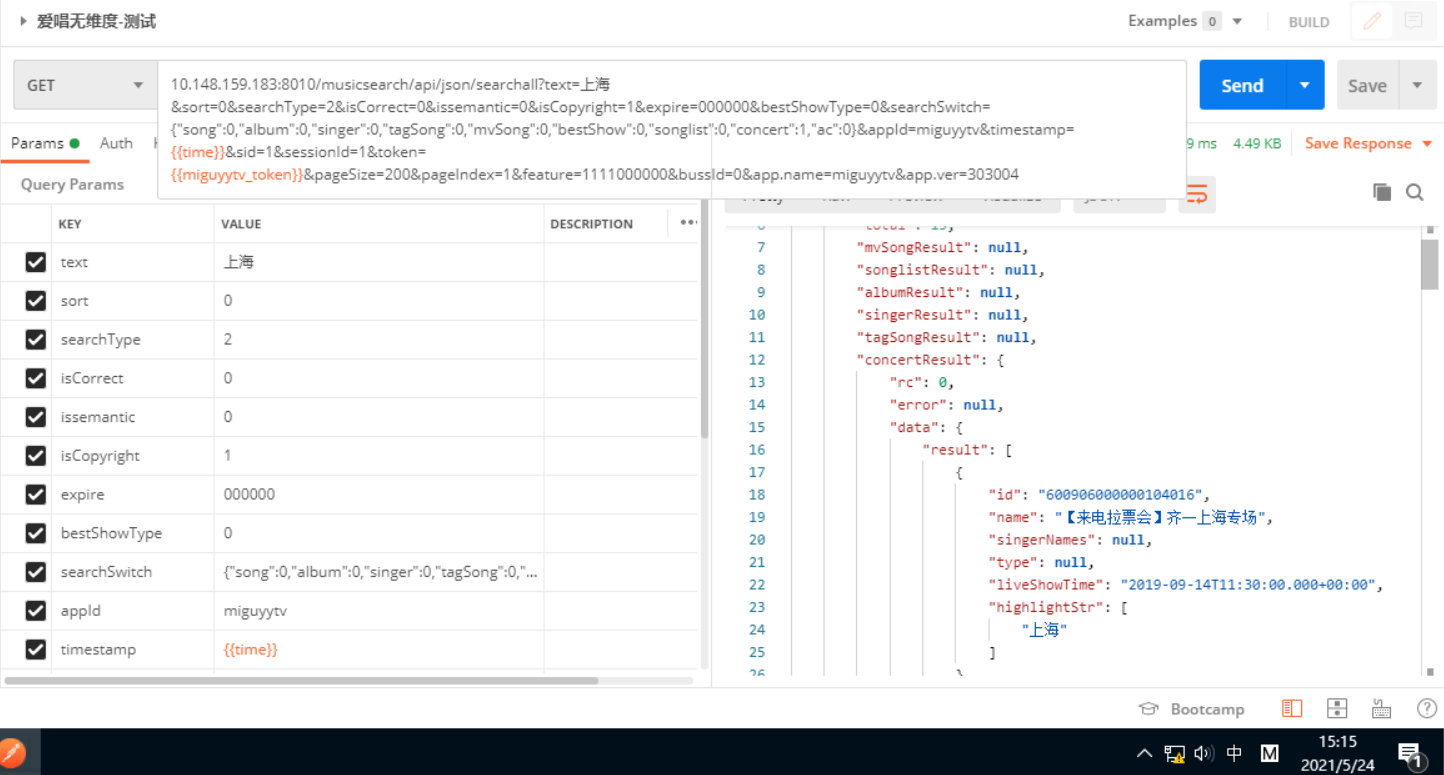 爱唱无维度-测试
Examples 0
BUILD
GET
10.148.159.183:8010/musicsearch/api/json/searchall?text=上海
&sort=0&searchType=2&isCorrect=0&issemantic=0&isCopyright=1&expire=000000&bestShowType=0&searchSwitch=
{"song":0,"album":0,"singer":0,"tagSong":0,"mvSong":0,"bestShow":0,"songlist":0,"concert":1,"ac":0}&appId=miguyytv&timestamp=
{{time}}&sid=1&sessionId=1&token=
{{miguyytv_token}}&pageSize=200&pageIndex=1&feature=1111000000&bussId=0&app.name=miguyytv&app.ver=303004
Send
Save
Params
Auth
9 ms
4.49 KB
Save Response
Query Params
KEY VALUE DESCRIPTION
text 上海
sort 0
searchType 2
isCorrect 0
issemantic 0
isCopyright 1
expire 000000
bestShowType 0
searchSwitch {"song":0,"album":0,"singer":0,"tagSong":0,"...
appId miguyytv
timestamp {{time}}
7 "mvSongResult": null,
8 "songlistResult": null,
9 "albumResult": null,
10 "singerResult": null,
11 "tagSongResult": null,
12 "concertResult": {
13 "rc": 0,
14 "error": null,
15 "data": {
16 "result": [
17 {
18 "id": "600906000000104016",
19 "name": "【来电拉票会】齐一上海专场",
20 "singerNames": null,
21 "type": null,
22 "liveShowTime": "2019-09-14T11:30:00.000+00:00",
23 "highlightStr": [
24 "上海"
25 ]
26 }
Bootcamp
中
M
15:15
2021/5/24
1